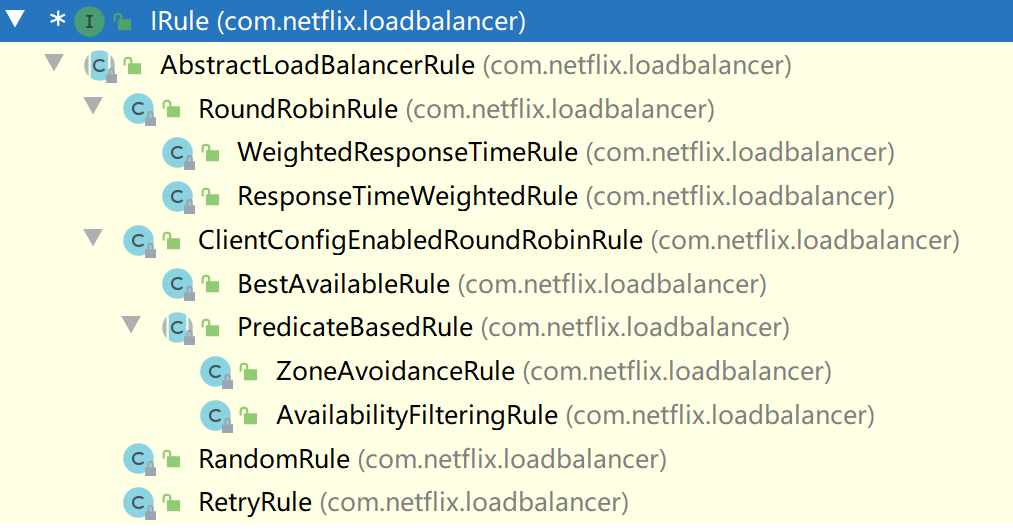 * I IRule (com.netflix.loadbalancer)
C AbstractLoadBalancerRule (com.netflix.loadbalancer)
C RoundRobinRule (com.netflix.loadbalancer)
C WeightedResponseTimeRule (com.netflix.loadbalancer)
C ResponseTimeWeightedRule (com.netflix.loadbalancer)
C ClientConfigEnabledRoundRobinRule (com.netflix.loadbalancer)
C BestAvailableRule (com.netflix.loadbalancer)
C PredicateBasedRule (com.netflix.loadbalancer)
C ZoneAvoidanceRule (com.netflix.loadbalancer)
C AvailabilityFilteringRule (com.netflix.loadbalancer)
C RandomRule (com.netflix.loadbalancer)
C RetryRule (com.netflix.loadbalancer)